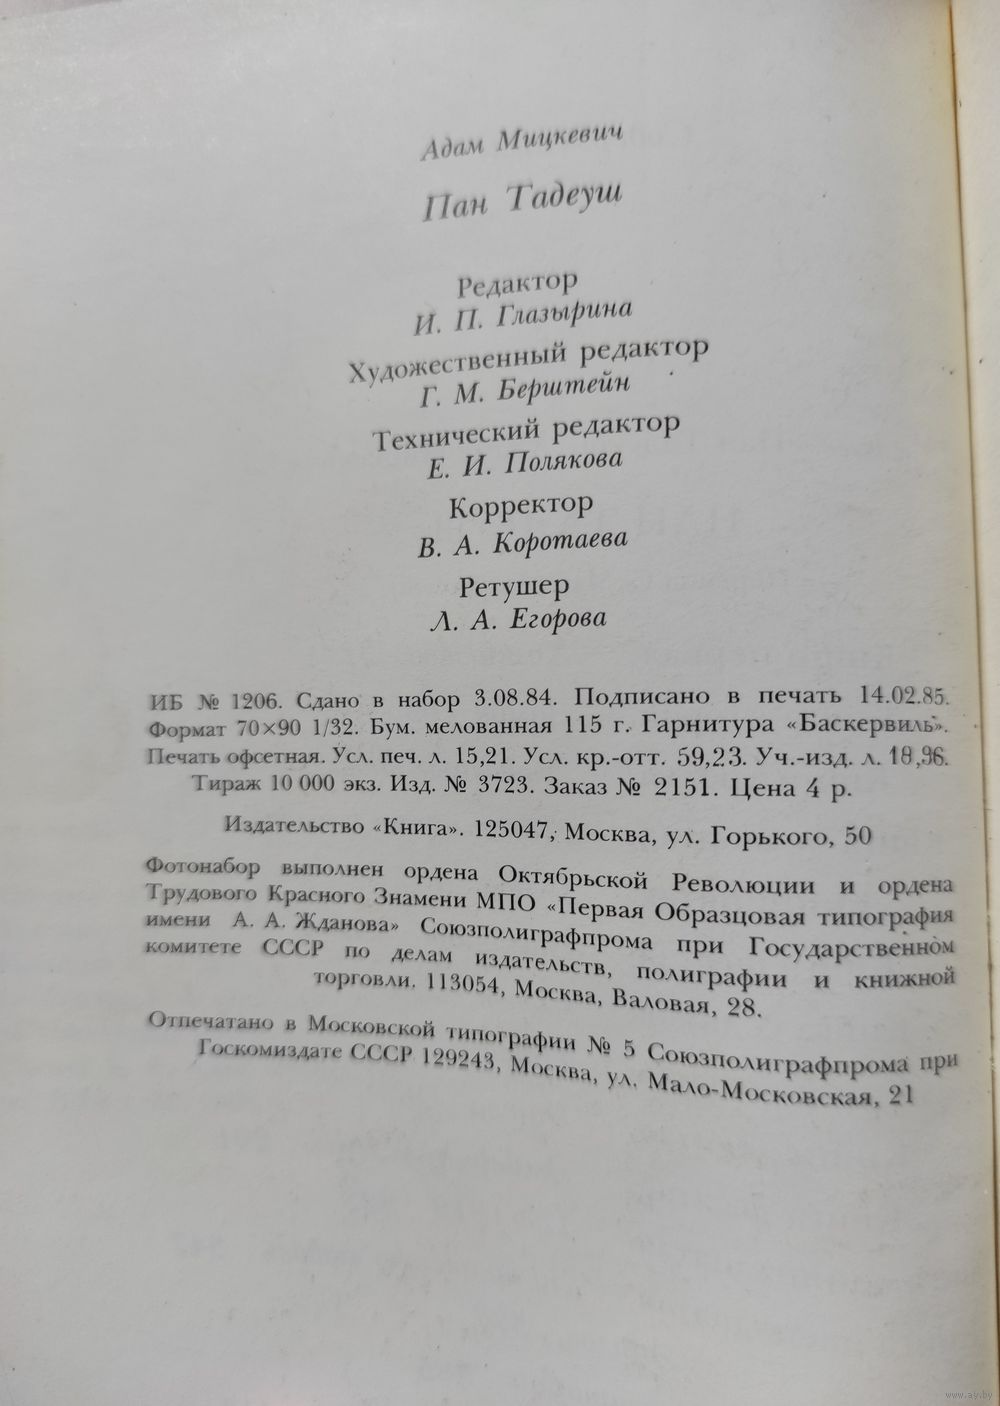 Адам Мицкевич
Пан Тадеуш
Редактор
И. П. Глазырина
Художественный редактор
Г. М. Берштейн
Технический редактор
Е. И. Полякова
Корректор
В. А. Коротаева
Ретушер
Л. А. Егорова
ИБ № 1206. Сдано в набор 3.08.84. Подписано в печать 14.02.85.
Формат 70×90 1/32. Бум. мелованная 115 г. Гарнитура «Баскервиль».
Печать офсетная. Усл. печ. л. 15,21. Усл. кр.-отт. 59,23. Уч.-изд. л. 18,96.
Тираж 10 000 экз. Изд. № 3723. Заказ № 2151. Цена 4 р.
Издательство «Книга». 125047, Москва, ул. Горького, 50
Фотонабор выполнен ордена Октябрьской Революции и ордена
Трудового Красного Знамени МПО «Первая Образцовая типография
имени А. А. Жданова» Союзполиграфпрома при Государственном
комитете СССР по делам издательств, полиграфии и книжной
торговли. 113054, Москва, Валовая, 28.
Отпечатано в Московской типографии № 5 Союзполиграфпрома при
Госкомиздате СССР 129243, Москва, ул. Мало-Московская, 21
www.ay.by